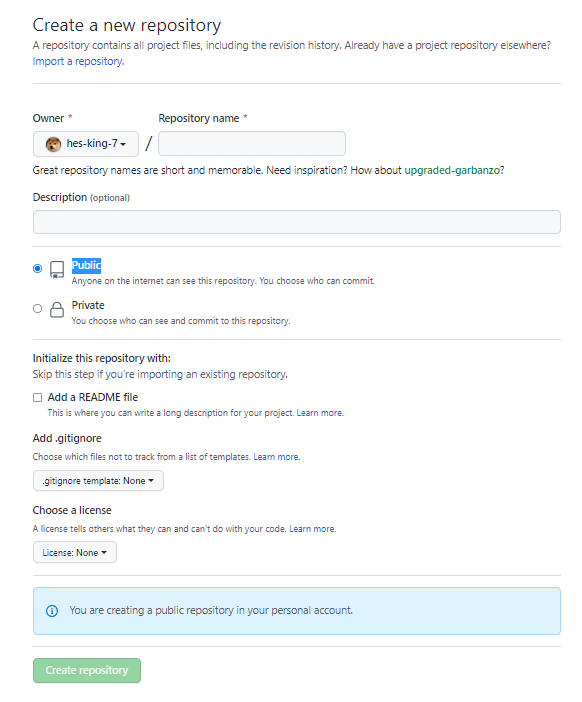 Create a new repository
A repository contains all project files, including the revision history. Already have a project repository elsewhere?
Import a repository.
Owner *
Repository name *
hes-king-7
/
Great repository names are short and memorable. Need inspiration? How about upgraded-garbanzo?
Description (optional)
Public
Anyone on the internet can see this repository. You choose who can commit.
Private
You choose who can see and commit to this repository.
Initialize this repository with:
Skip this step if you're importing an existing repository.
Add a README file
This is where you can write a long description for your project. Learn more.
Add .gitignore
Choose which files not to track from a list of templates. Learn more.
.gitignore template: None
Choose a license
A license tells others what they can and can't do with your code. Learn more.
License: None
You are creating a public repository in your personal account.
Create repository